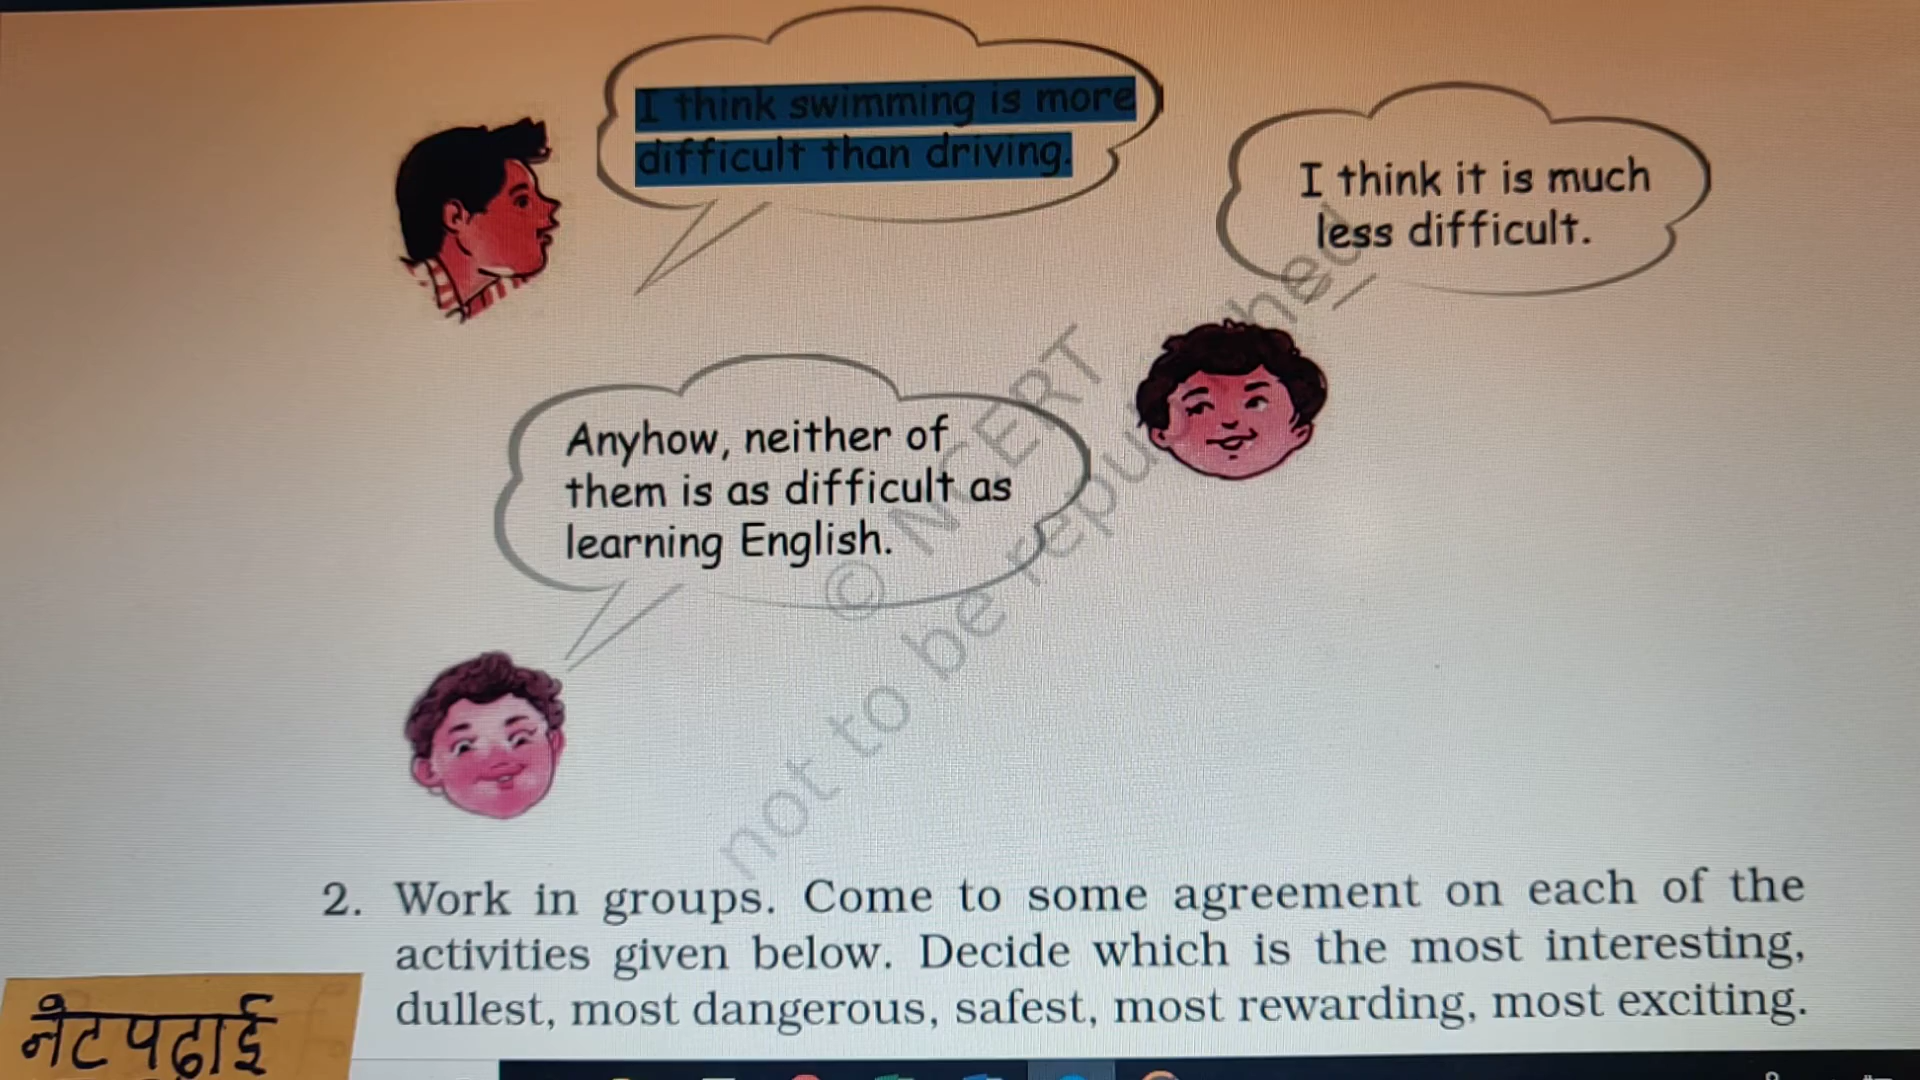 I think swimming is more
difficult than driving.
I think it is much
less difficult.
Anyhow, neither of
them is as difficult as
learning English.
© NCERT
not to be republished
2. Work in groups. Come to some agreement on each of the
activities given below. Decide which is the most interesting,
dullest, most dangerous, safest, most rewarding, most exciting.
नेटपढाई